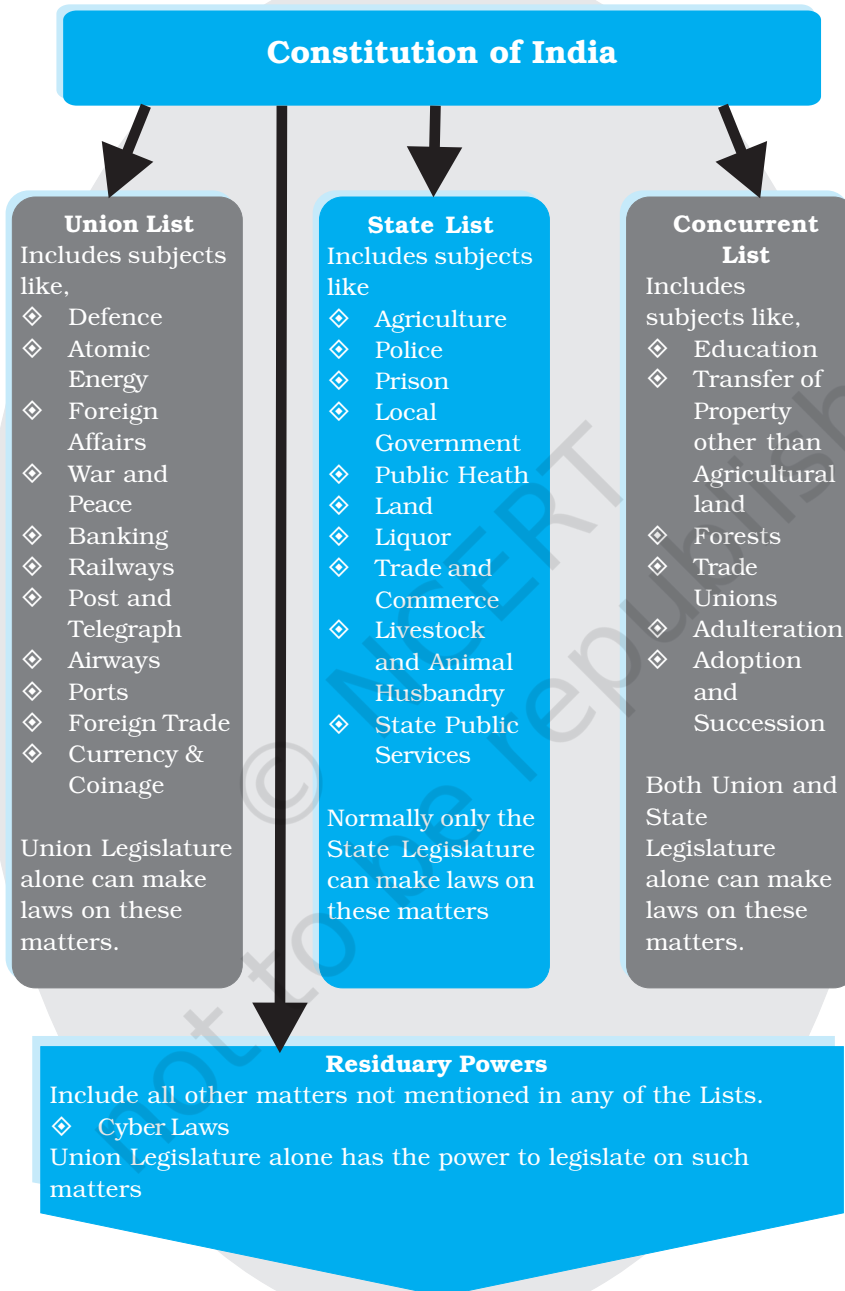 Constitution of India
Union List
Includes subjects
like,
Defence
Atomic
Energy
Foreign
Affairs
War and
Peace
Banking
Railways
Post and
Telegraph
Airways
Ports
Foreign Trade
Currency &
Coinage
Union Legislature
alone can make
laws on these
matters.
State List
Includes subjects
like
Agriculture
Police
Prison
Local
Government
Public Heath
Land
Liquor
Trade and
Commerce
Livestock
and Animal
Husbandry
State Public
Services
Normally only the
State Legislature
can make laws on
these matters
Concurrent
List
Includes
subjects like,
Education
Transfer of
Property
other than
Agricultural
land
Forests
Trade
Unions
Adulteration
Adoption
and
Succession
Both Union and
State
Legislature
alone can make
laws on these
matters.
Residuary Powers
Include all other matters not mentioned in any of the Lists.
Cyber Laws
Union Legislature alone has the power to legislate on such
matters
© NCERT
not to be republish